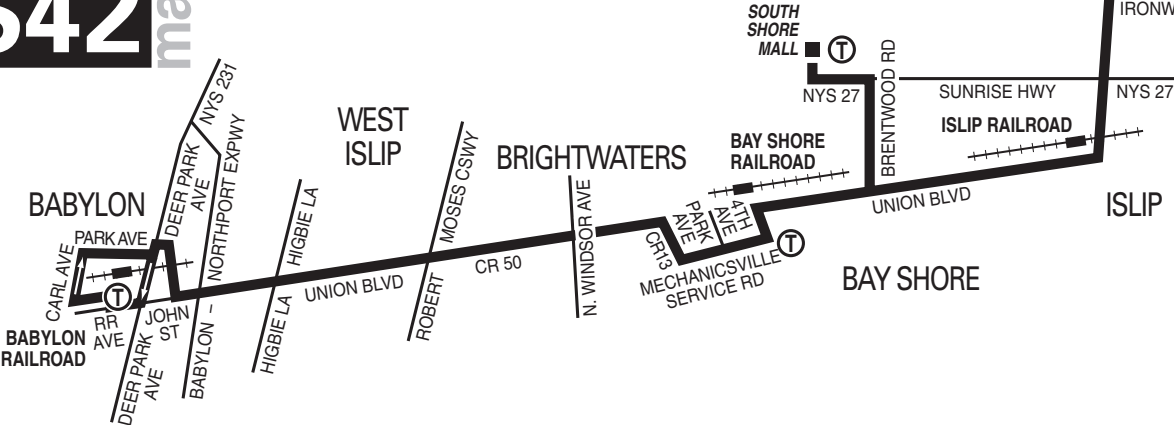 S42
ma
SOUTH
SHORE
MALL
T
IRONW
NYS 27
BRENTWOOD RD
SUNRISE HWY
NYS 27
ISLIP RAILROAD
BAY SHORE
RAILROAD
NYS 231
WEST
ISLIP
BRIGHTWATERS
BABYLON
DEER PARK
AVE
BABYLON – NORTHPORT EXPWY
HIGBIE LA
ROBERT MOSES CSWY
N. WINDSOR AVE
PARK
AVE
4TH
AVE
UNION BLVD
ISLIP
PARK AVE
CARL AVE
T
RR
AVE
JOHN
ST
BABYLON
RAILROAD
DEER PARK
AVE
HIGBIE LA
UNION BLVD
CR 50
CR13
MECHANICSVILLE
SERVICE RD
T
BAY SHORE